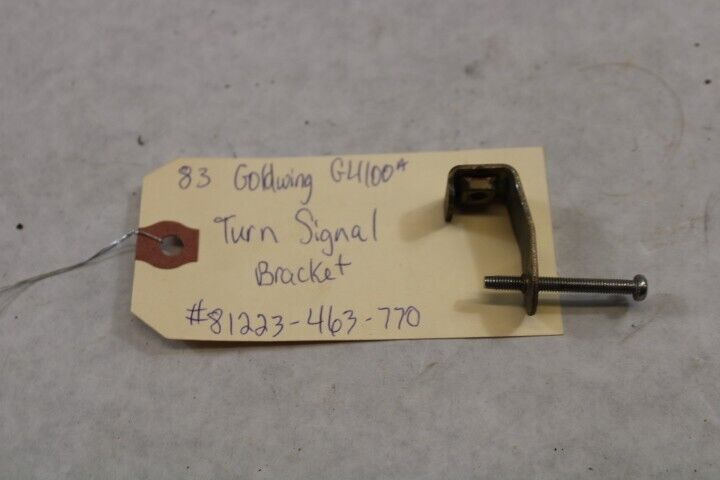 83 Goldwing GL1100A
Turn Signal
Bracket
#81223-463-770